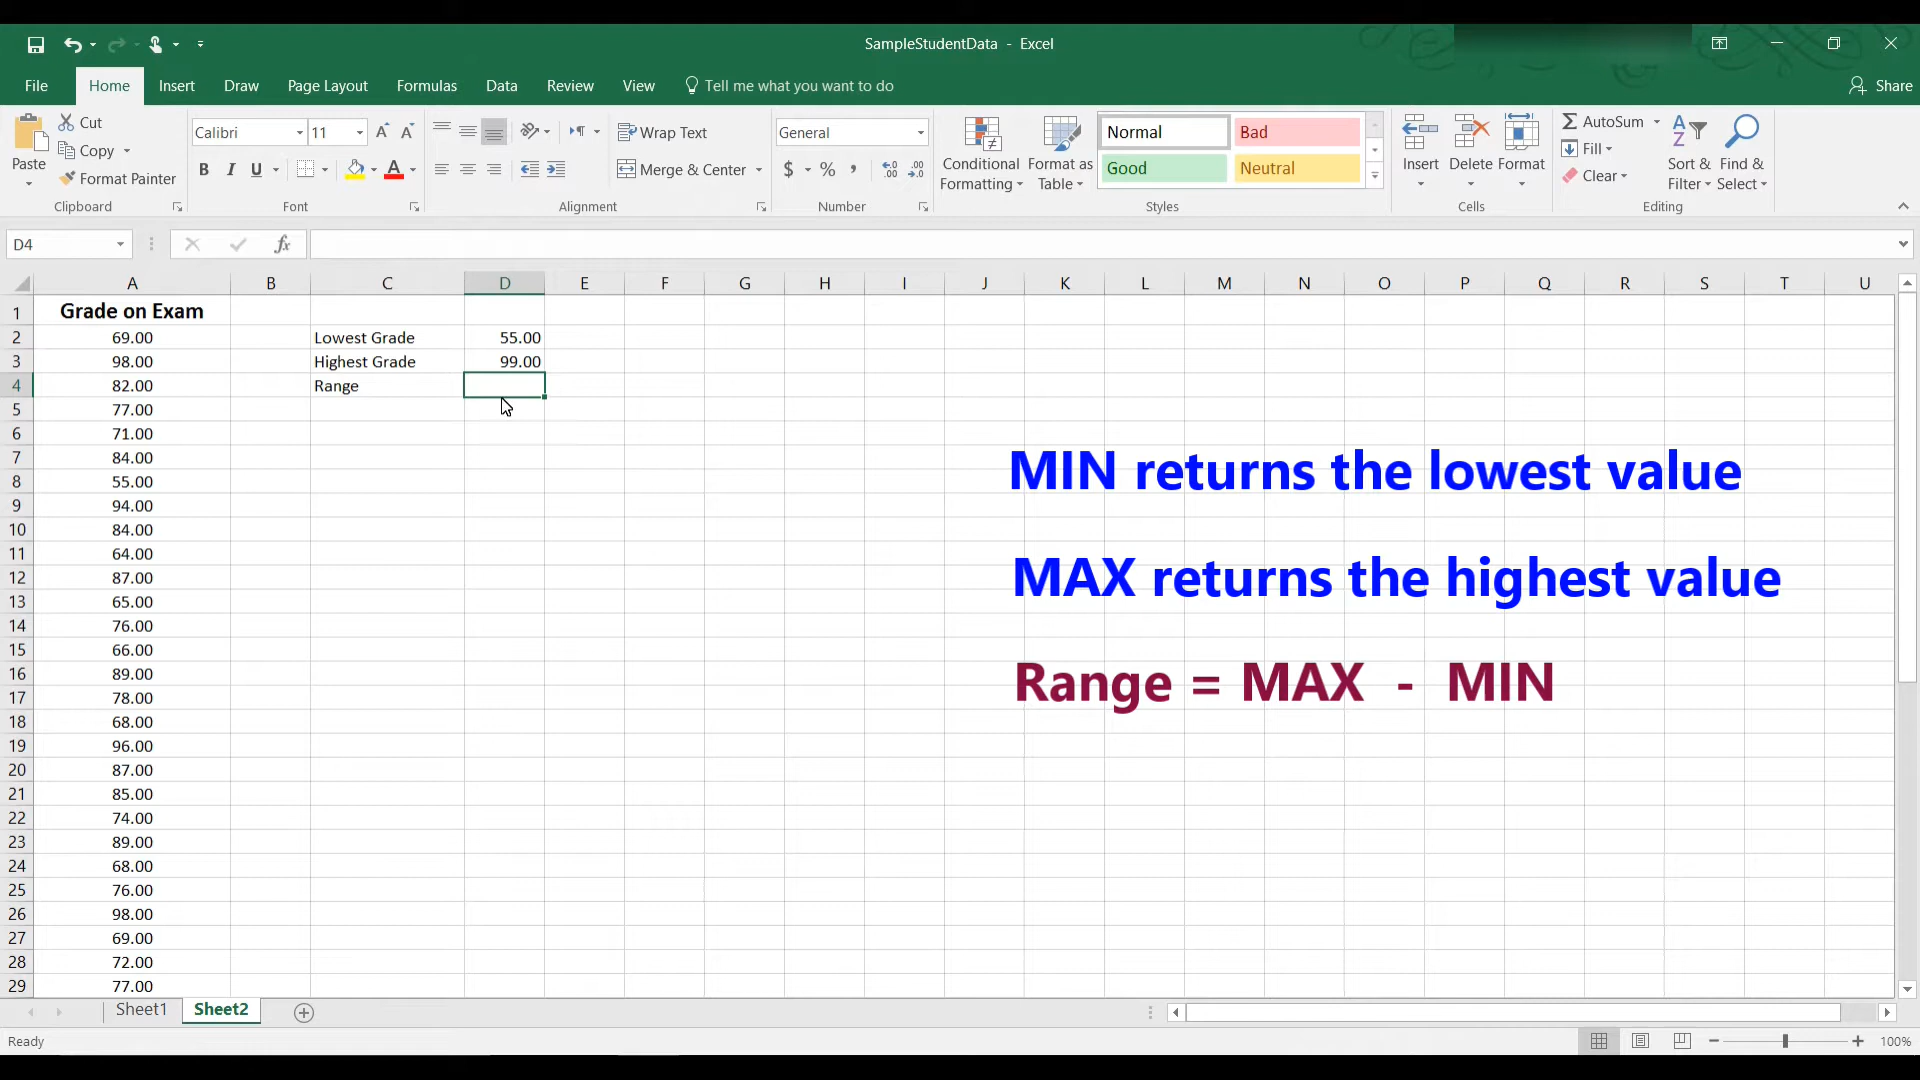 SampleStudentData - Excel
File Home Insert Draw Page Layout Formulas Data Review View Tell me what you want to do Share
Paste
Cut
Copy
Format Painter
Clipboard
Calibri 11 A A
B I U A
Font
Wrap Text
Merge & Center
Alignment
General
$ % , .00 .0
Number
Conditional Formatting
Format as Table
Normal Bad
Good Neutral
Styles
Insert Delete Format
Cells
AutoSum
Fill
Clear
Sort & Filter
Find & Select
Editing
D4 fx
A B C D E F G H I J K L M N O P Q R S T U
1 Grade on Exam
2 69.00 Lowest Grade 55.00
3 98.00 Highest Grade 99.00
4 82.00 Range
5 77.00
6 71.00
7 84.00
8 55.00
9 94.00
10 84.00
11 64.00
12 87.00
13 65.00
14 76.00
15 66.00
16 89.00
17 78.00
18 68.00
19 96.00
20 87.00
21 85.00
22 74.00
23 89.00
24 68.00
25 76.00
26 98.00
27 69.00
28 72.00
29 77.00
MIN returns the lowest value
MAX returns the highest value
Range = MAX - MIN
Sheet1 Sheet2
Ready 100%